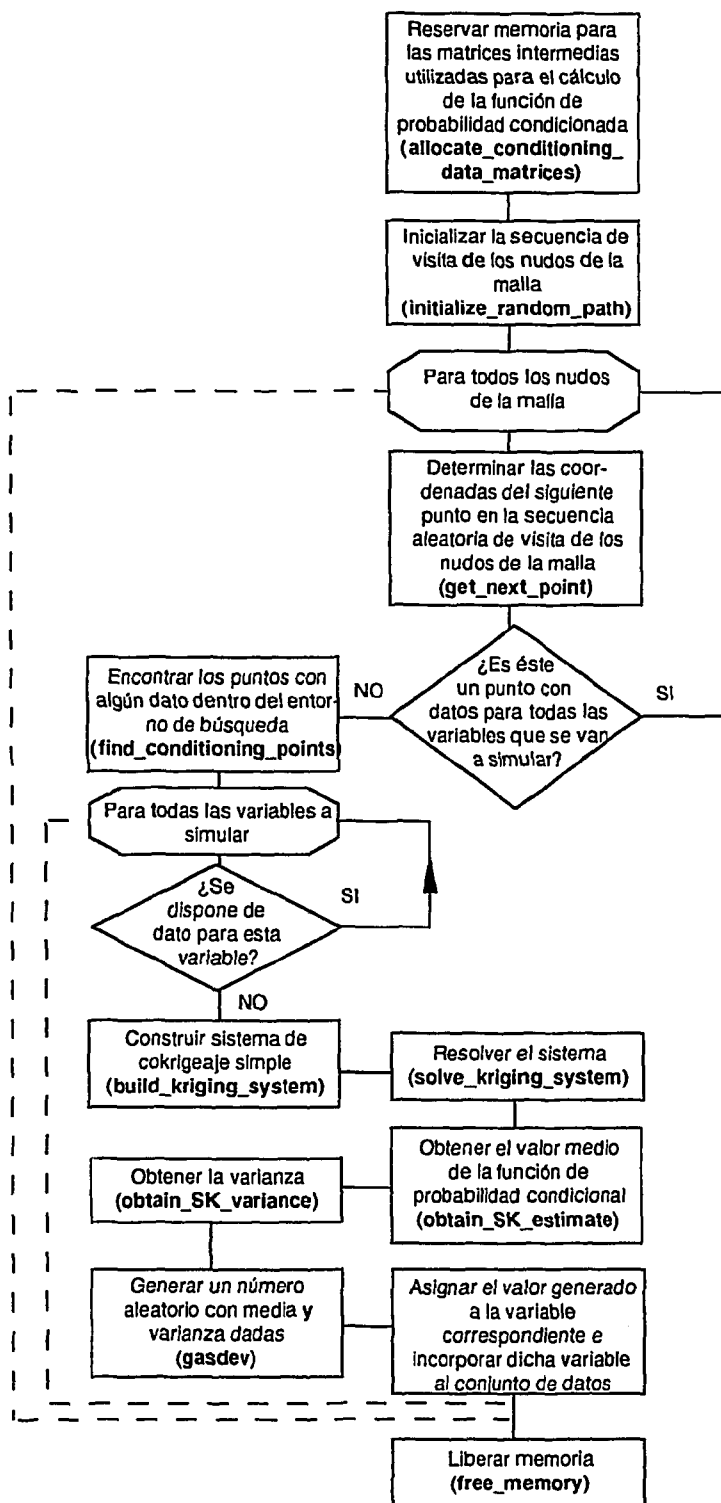 Reservar memoria para
las matrices intermedias
utilizadas para el cálculo
de la función de
probabilidad condicionada
(allocate_conditioning_
data_matrices)
Inicializar la secuencia de
visita de los nudos de la
malla
(initialize_random_path)
Para todos los nudos
de la malla
Determinar las coor-
denadas del siguiente
punto en la secuencia
aleatoria de visita de los
nudos de la malla
(get_next_point)
¿Es éste
un punto con
datos para todas las
variables que se van
a simular?
NO
SI
Encontrar los puntos con
algún dato dentro del entor-
no de búsqueda
(find_conditioning_points)
Para todas las variables a
simular
¿Se
dispone de
dato para esta
variable?
SI
NO
Construir sistema de
cokrigeaje simple
(build_kriging_system)
Resolver el sistema
(solve_kriging_system)
Obtener el valor medio
de la función de
probabilidad condicional
(obtain_SK_estimate)
Obtener la varianza
(obtain_SK_variance)
Generar un número
aleatorio con media y
varianza dadas
(gasdev)
Asignar el valor generado
a la variable
correspondiente e
incorporar dicha variable
al conjunto de datos
Liberar memoria
(free_memory)